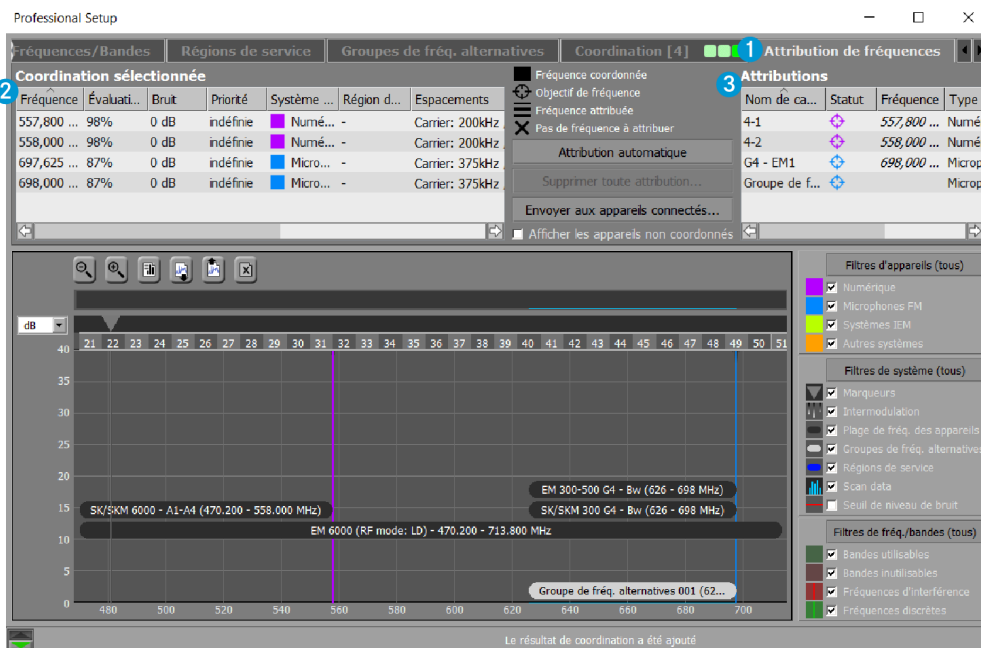 Professional Setup
Fréquences/Bandes Régions de service Groupes de fréq. alternatives Coordination [4] 1 Attribution de fréquences
Coordination sélectionnée
2
Fréquence Évaluati... Bruit Priorité Système ... Région d... Espacements
557,800 ... 98% 0 dB indéfinie Numé... - Carrier: 200kHz
558,000 ... 98% 0 dB indéfinie Numé... - Carrier: 200kHz
697,625 ... 87% 0 dB indéfinie Micro... - Carrier: 375kHz
698,000 ... 87% 0 dB indéfinie Micro... - Carrier: 375kHz
Fréquence coordonnée
Objectif de fréquence
Fréquence attribuée
Pas de fréquence à attribuer
Attribution automatique
Supprimer toute attribution...
Envoyer aux appareils connectés...
Afficher les appareils non coordonnés
3 Attributions
Nom de ca... Statut Fréquence Type
4-1 557,800 ... Numé
4-2 558,000 ... Numé
G4 - EM1 698,000 ... Microp
Groupe de f... Microp
dB
21 22 23 24 25 26 27 28 29 30 31 32 33 34 35 36 37 38 39 40 41 42 43 44 45 46 47 48 49 50 51
40
35
30
25
20
EM 300-500 G4 - Bw (626 - 698 MHz)
15 SK/SKM 6000 - A1-A4 (470.200 - 558.000 MHz) SK/SKM 300 G4 - Bw (626 - 698 MHz)
EM 6000 (RF mode: LD) - 470.200 - 713.800 MHz
10
5
Groupe de fréq. alternatives 001 (62...
0
480 500 520 540 560 580 600 620 640 660 680 700
Filtres d'appareils (tous)
Numérique
Microphones FM
Systèmes IEM
Autres systèmes
Filtres de système (tous)
Marqueurs
Intermodulation
Plage de fréq. des appareils
Groupes de fréq. alternatives
Régions de service
Scan data
Seuil de niveau de bruit
Filtres de fréq./bandes (tous)
Bandes utilisables
Bandes inutilisables
Fréquences d'interférence
Fréquences discrètes
Le résultat de coordination a été ajouté